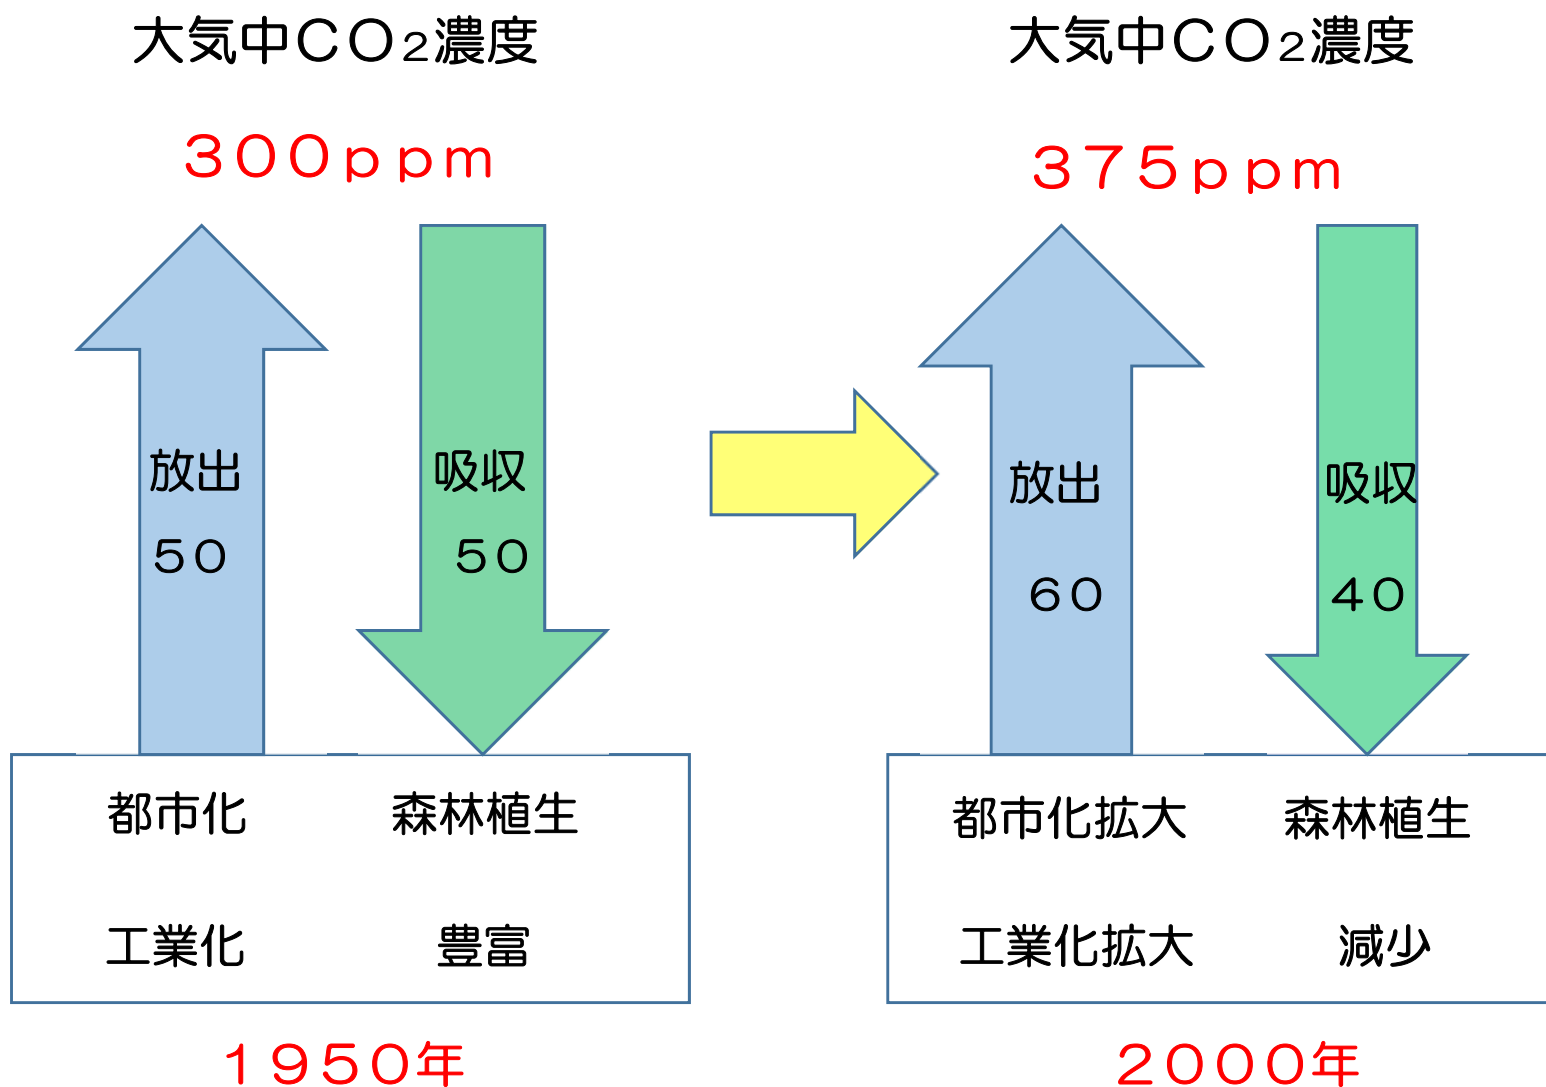 大気中ＣＯ２濃度
３００ｐｐｍ
放出
５０
吸収
５０
都市化
工業化
森林植生
豊富
１９５０年
大気中ＣＯ２濃度
３７５ｐｐｍ
放出
６０
吸収
４０
都市化拡大
工業化拡大
森林植生
減少
２０００年